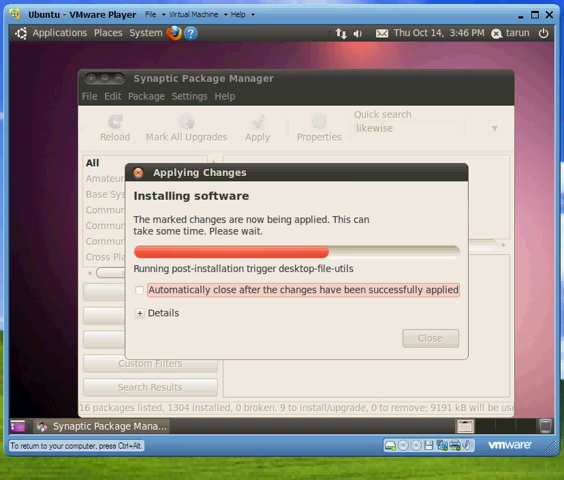 Ubuntu - VMware Player File Virtual Machine Help
Applications Places System Thu Oct 14, 3:46 PM tarun
Synaptic Package Manager
File Edit Package Settings Help
Quick search
likewise
Reload Mark All Upgrades Apply Properties
All
Amateur
Base Sys
Commun
Commun
Commun
Cross Pla
Applying Changes
Installing software
The marked changes are now being applied. This can
take some time. Please wait.
Running post-installation trigger desktop-file-utils
Automatically close after the changes have been successfully applied
Details
Close
Custom Filters
Search Results
16 packages listed, 1304 installed, 0 broken. 9 to install/upgrade, 0 to remove; 9191 kB will be use
Synaptic Package Mana...
To return to your computer, press Ctrl+Alt.
vmware